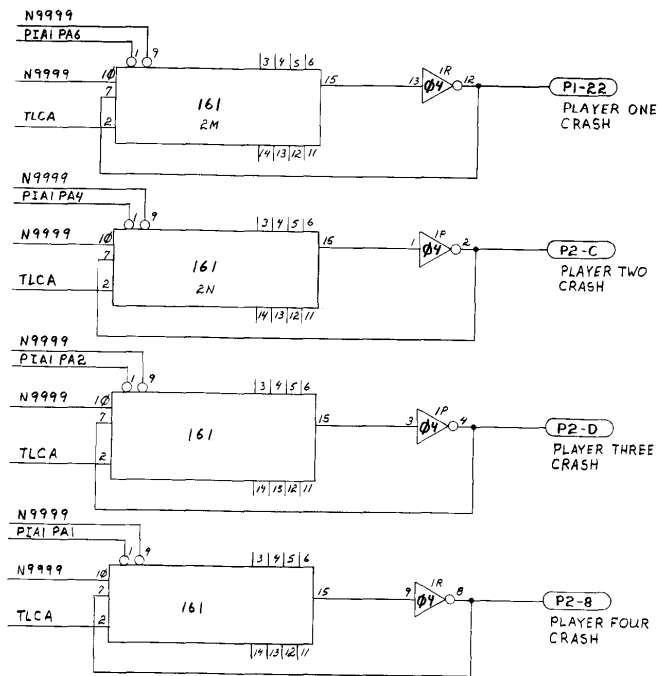 N9999
PIA1 PA6
1 9
3 4 5 6
N9999 10
7
161
2M
15
13 Ø4 1R 12
P1-22
PLAYER ONE
CRASH
TLCA 2
14 13 12 11
N9999
PIA1 PA4
1 9
3 4 5 6
N9999 10
7
161
2N
15
1 Ø4 1P 2
P2-C
PLAYER TWO
CRASH
TLCA 2
14 13 12 11
N9999
PIA1 PA2
1 9
3 4 5 6
N9999 10
7
161
15
3 Ø4 1P 4
P2-D
PLAYER THREE
CRASH
TLCA 2
14 13 12 11
N9999
PIA1 PA1
1 9
3 4 5 6
N9999 10
7
161
15
9 Ø4 1R 8
P2-8
PLAYER FOUR
CRASH
TLCA 2
14 13 12 11